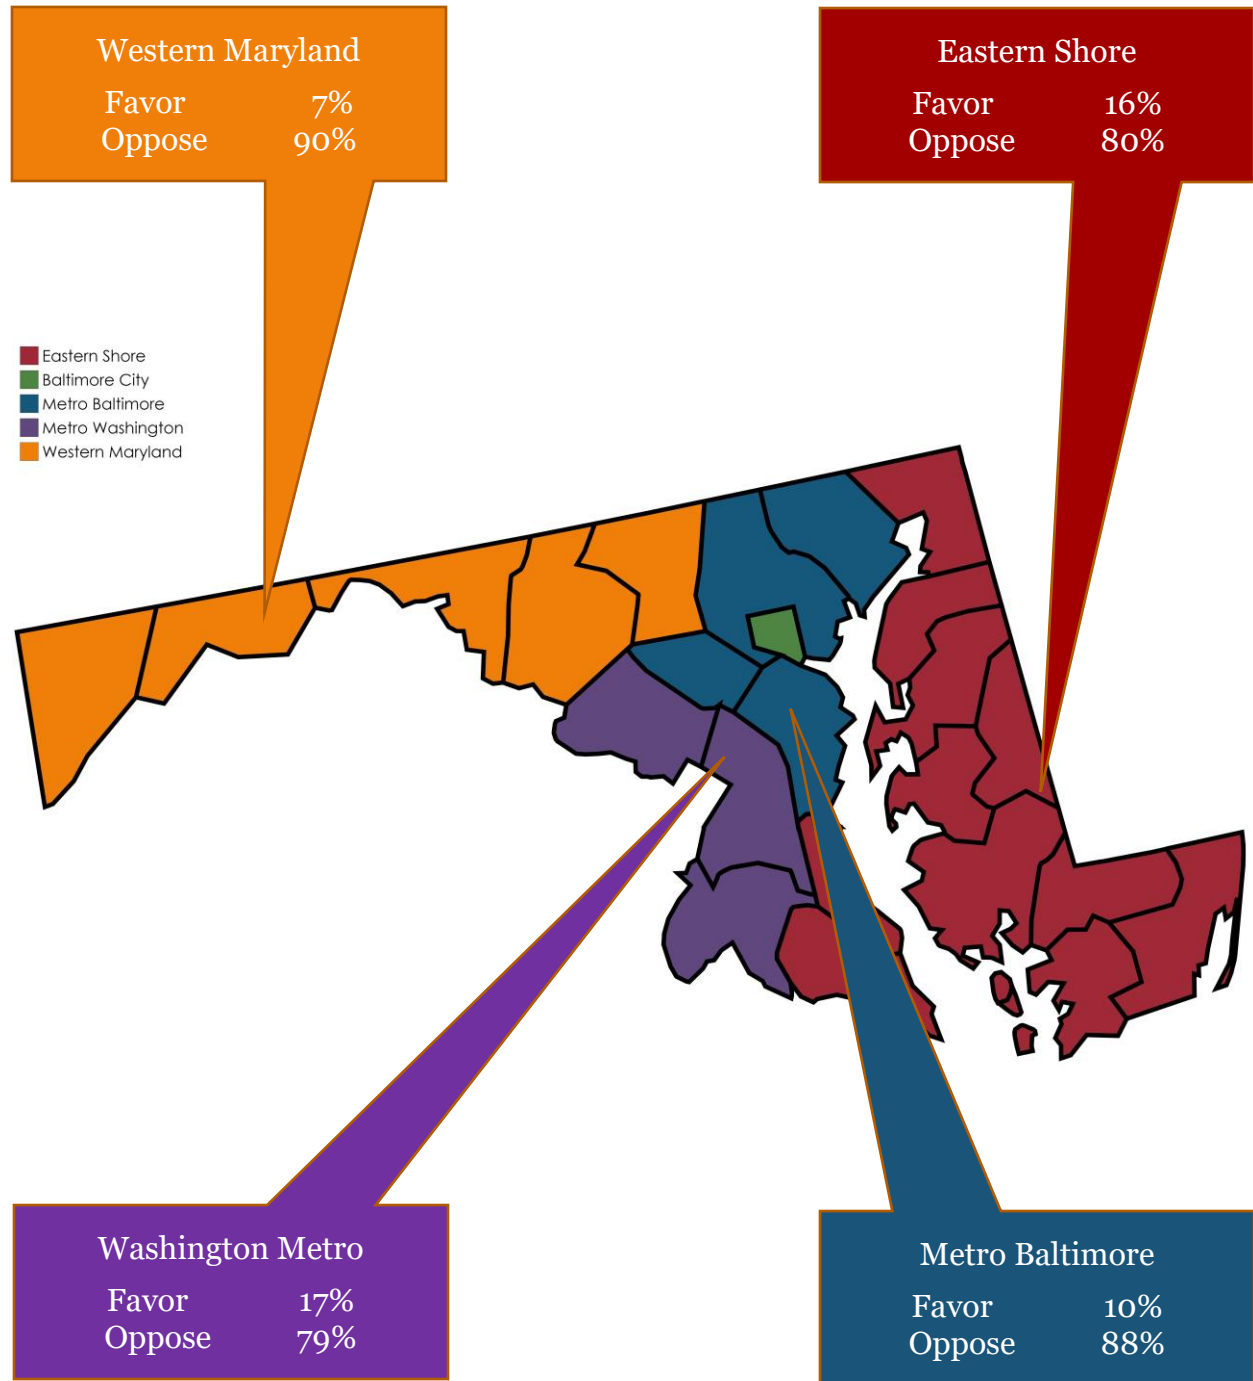 Western Maryland
Favor 7%
Oppose 90%
Eastern Shore
Favor 16%
Oppose 80%
Eastern Shore
Baltimore City
Metro Baltimore
Metro Washington
Western Maryland
Washington Metro
Favor 17%
Oppose 79%
Metro Baltimore
Favor 10%
Oppose 88%